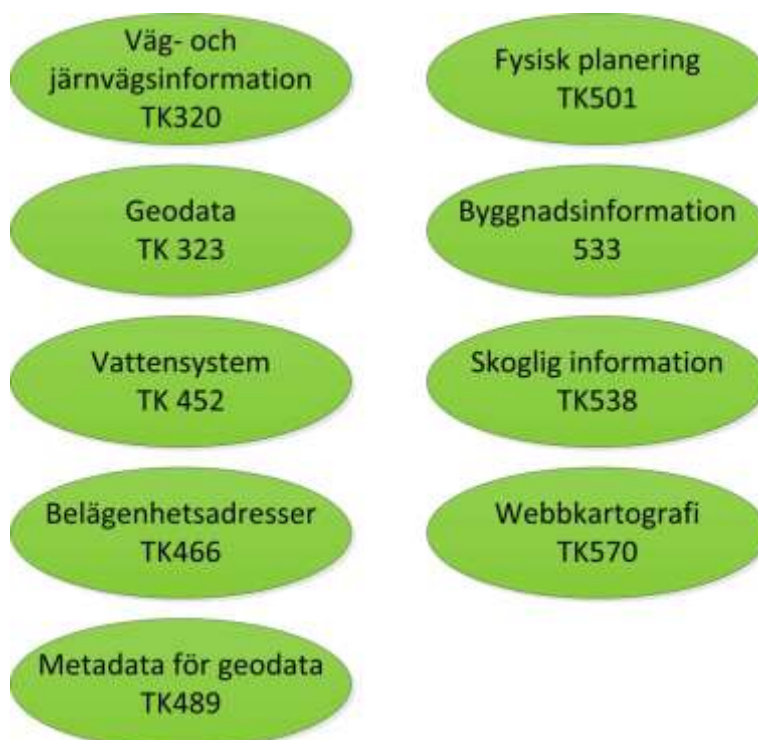 Väg- och
järnvägsinformation
TK320
Geodata
TK 323
Vattensystem
TK 452
Belägenhetsadresser
TK466
Metadata för geodata
TK489
Fysisk planering
TK501
Byggnadsinformation
533
Skoglig information
TK538
Webbkartografi
TK570